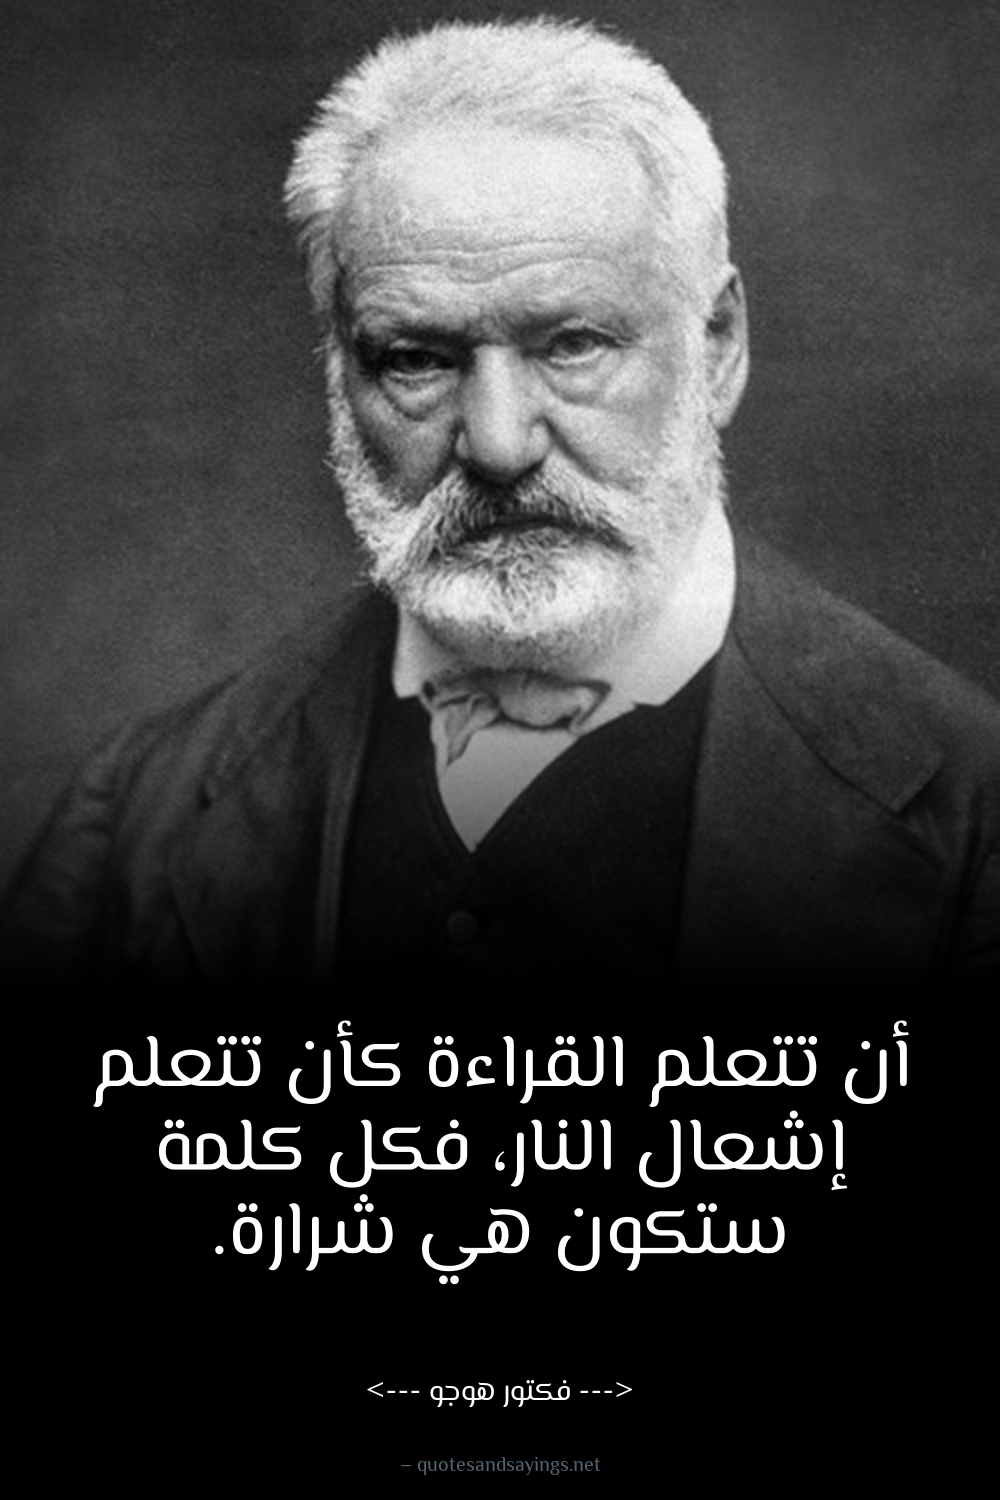 أن تتعلم القراءة كأن تتعلم
إشعال النار، فكل كلمة
ستكون هي شرارة.
<--- فكتور هوجو --->
– quotesandsayings.net